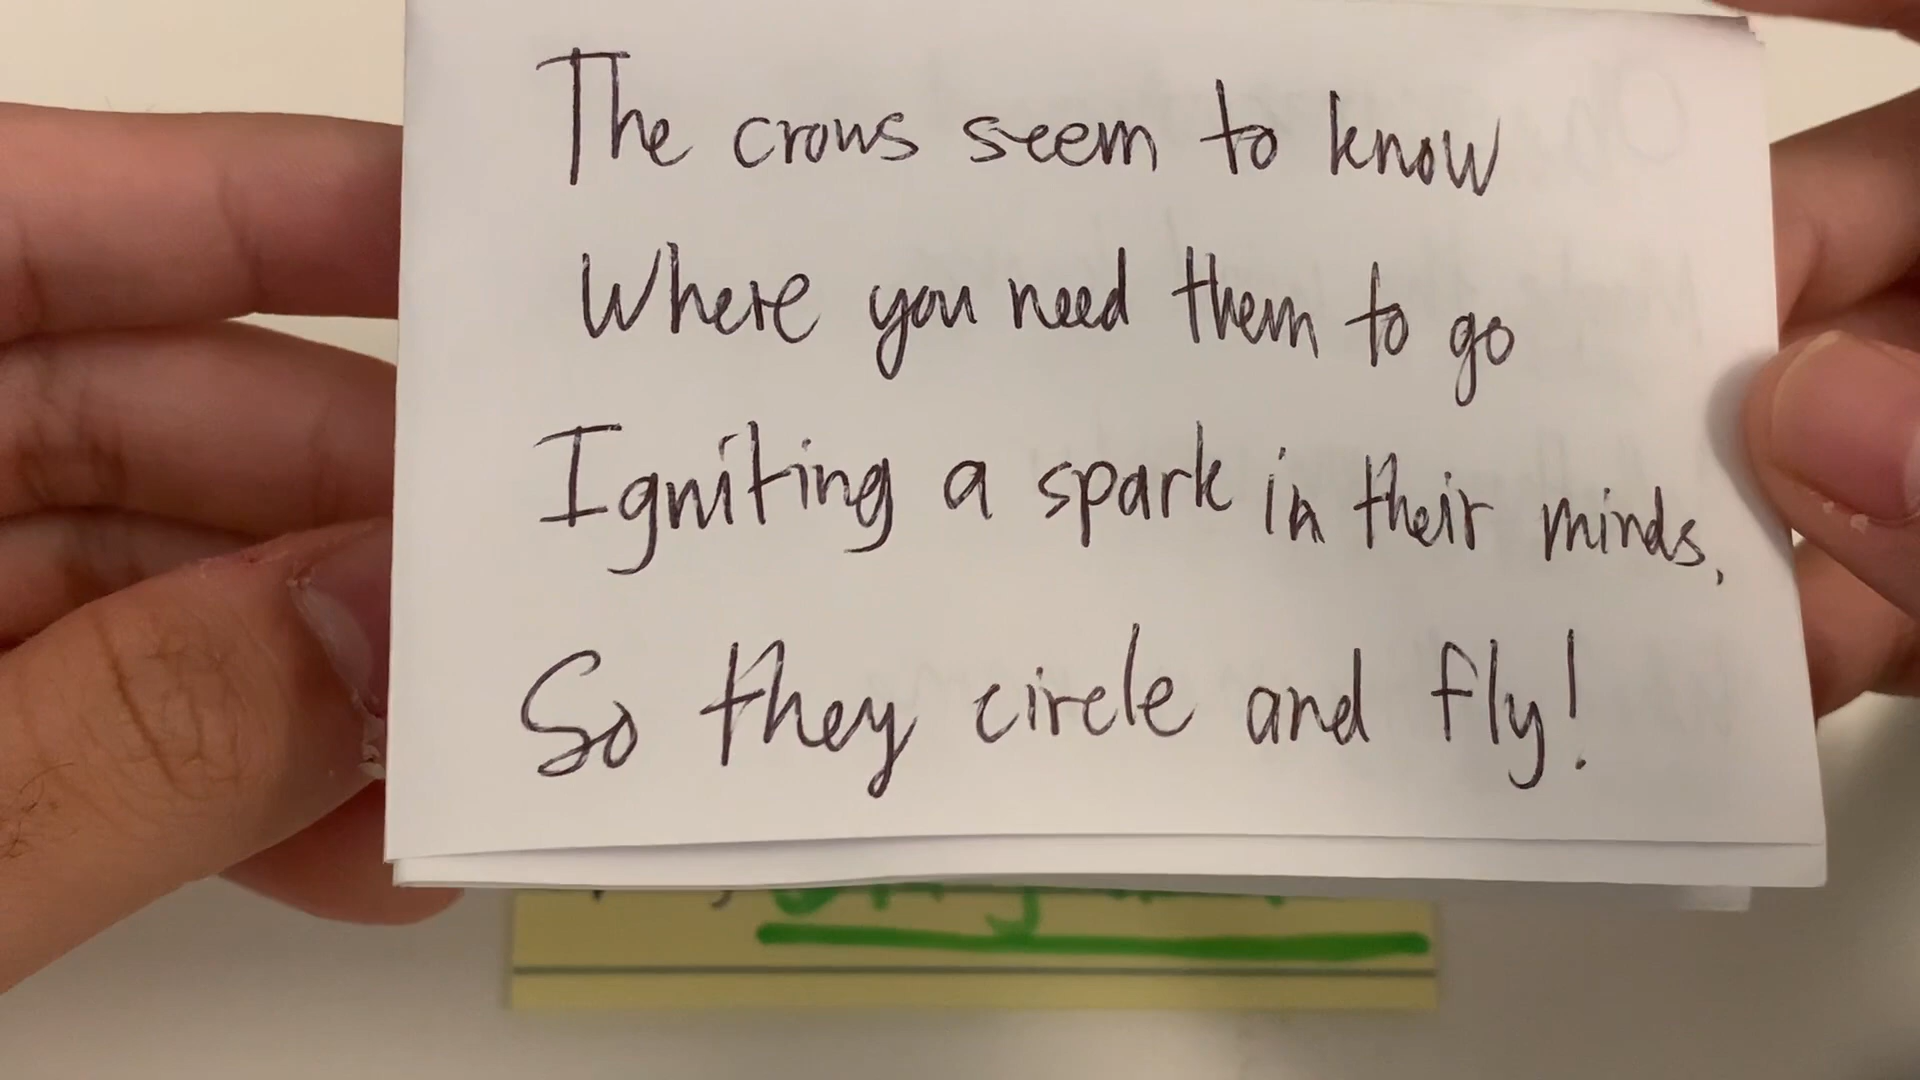 The crows seem to know
Where you need them to go
Igniting a spark in their minds,
So they circle and fly!